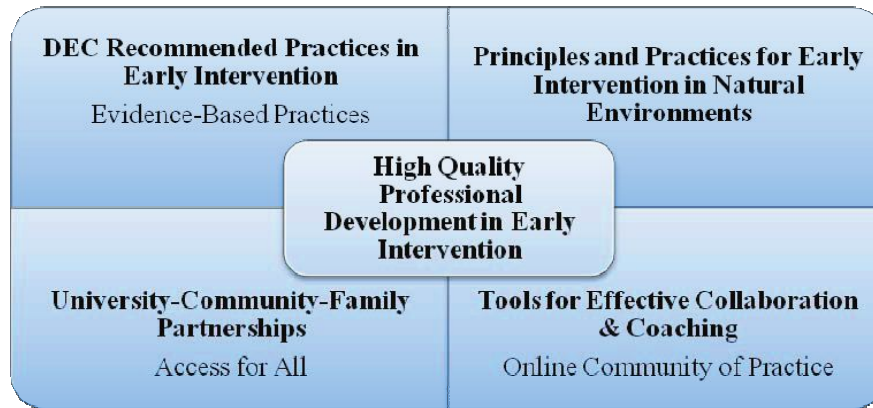 DEC Recommended Practices in
Early Intervention
Evidence-Based Practices
Principles and Practices for Early
Intervention in Natural
Environments
High Quality
Professional
Development in Early
Intervention
University-Community-Family
Partnerships
Access for All
Tools for Effective Collaboration
& Coaching
Online Community of Practice